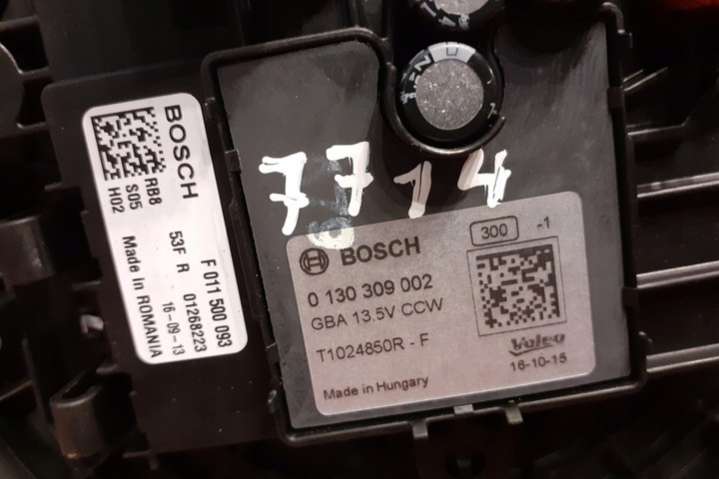 BOSCH
RB8
S05
H02
F 011 500 093
53F R 01268223
16-09-13
Made in ROMANIA
7714
BOSCH
300 -1
0 130 309 002
GBA 13.5V CCW
T1024850R - F
Valeo
16-10-15
Made in Hungary